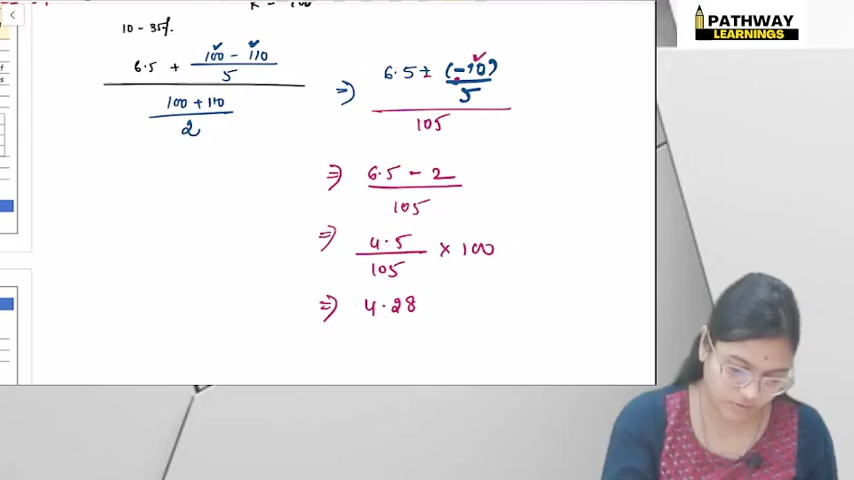 PATHWAY
LEARNINGS
10 - 35%.
6.5 + 100 - 110
5
100 + 110
2
⇒ 6.5 ± (-10)
5
105
⇒ 6.5 - 2
105
⇒ 4.5 × 100
105
⇒ 4.28